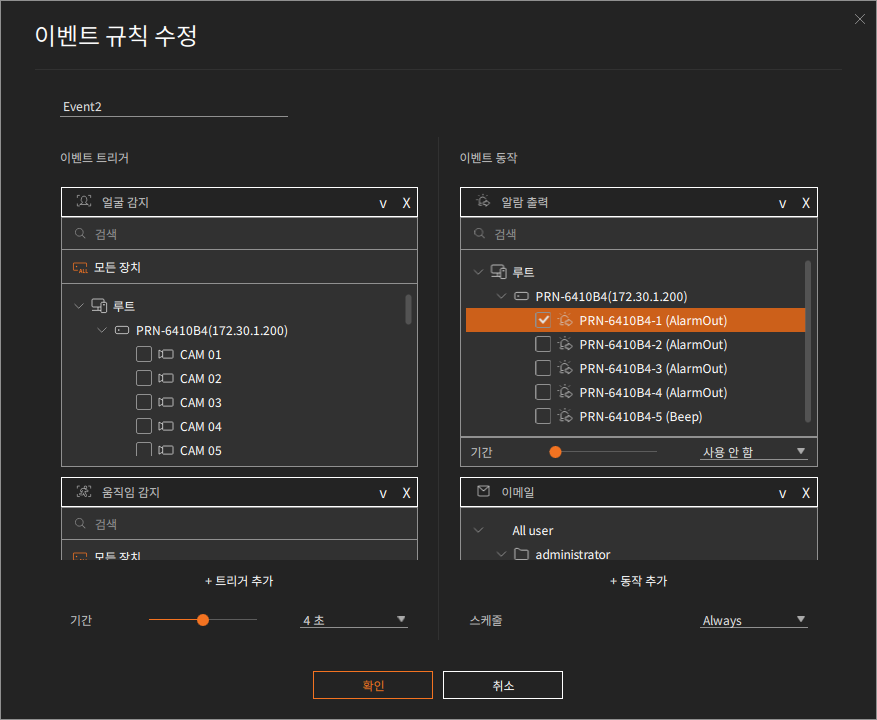 이벤트 규칙 수정
Event2
이벤트 트리거
얼굴 감지 v X
검색
ALL 모든 장치
루트
PRN-6410B4(172.30.1.200)
CAM 01
CAM 02
CAM 03
CAM 04
CAM 05
움직임 감지 v X
검색
모든 장치
+ 트리거 추가
기간 4 초
이벤트 동작
알람 출력 v X
검색
루트
PRN-6410B4(172.30.1.200)
PRN-6410B4-1 (AlarmOut)
PRN-6410B4-2 (AlarmOut)
PRN-6410B4-3 (AlarmOut)
PRN-6410B4-4 (AlarmOut)
PRN-6410B4-5 (Beep)
기간 사용 안 함
이메일 v X
All user
administrator
+ 동작 추가
스케줄 Always
확인 취소